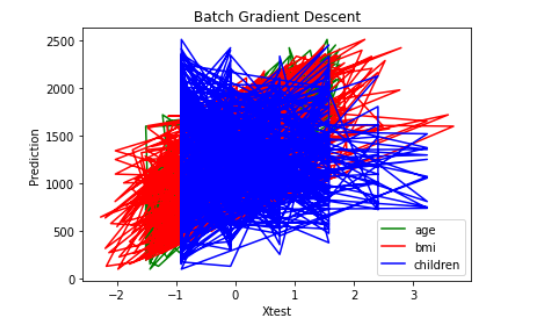 Batch Gradient Descent
2500
2000
1500
1000
500
0
Prediction
−2
−1
0
1
2
3
Xtest
age
bmi
children